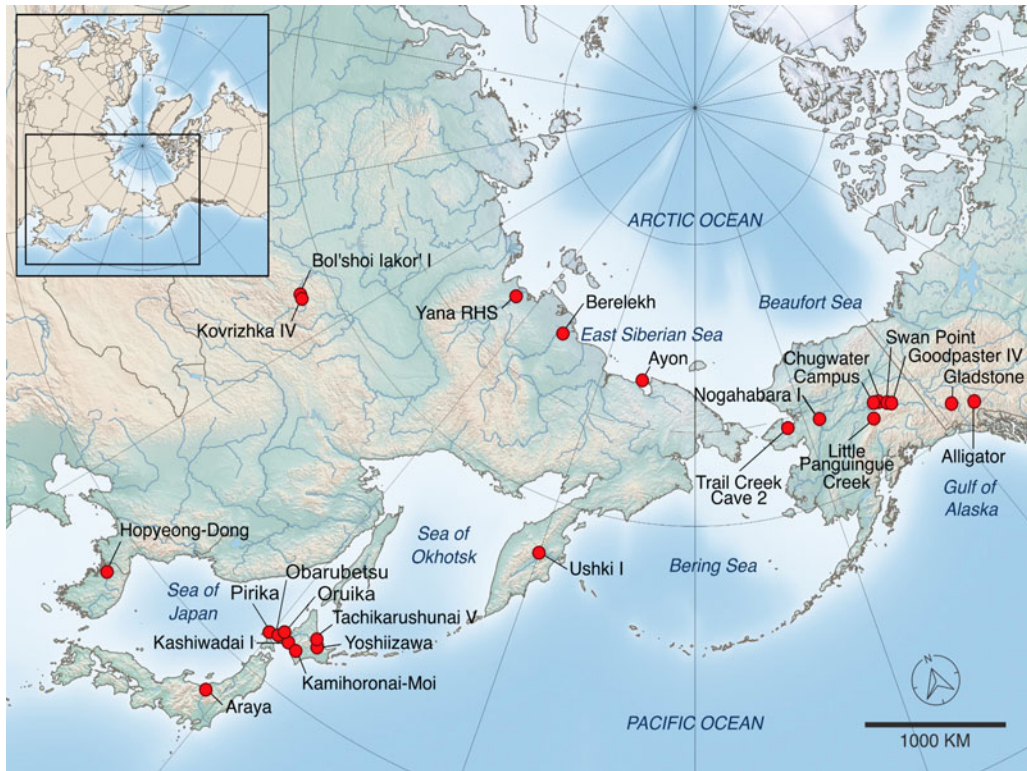 ARCTIC OCEAN
Bol'shoi Iakor' I
Kovrizhka IV
Yana RHS
Berelekh
East Siberian Sea
Beaufort Sea
Ayon
Swan Point
Chugwater
Goodpaster IV
Campus
Gladstone
Nogahabara I
Trail Creek
Cave 2
Little
Panguingue
Creek
Alligator
Gulf of
Alaska
Hopyeong-Dong
Sea of
Okhotsk
Ushki I
Bering Sea
Sea of
Japan
Obarubetsu
Pirika
Oruika
Tachikarushunai V
Kashiwadai I
Yoshiizawa
Kamihoronai-Moi
Araya
PACIFIC OCEAN
N
1000 KM